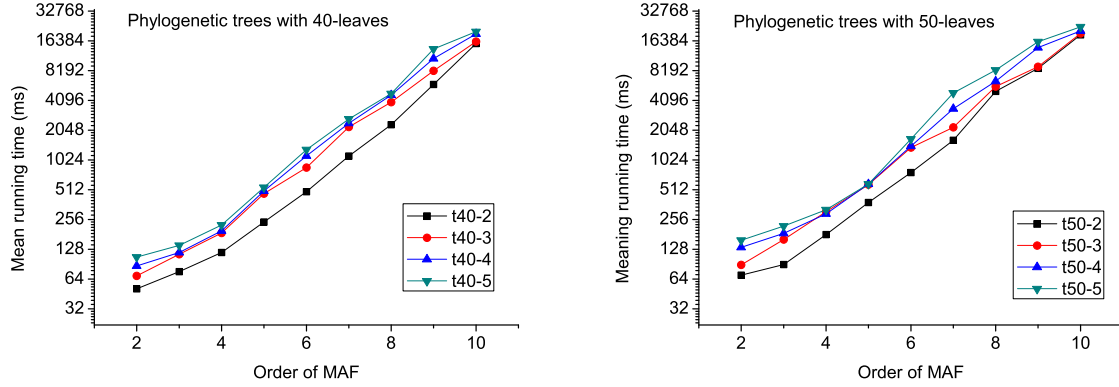 Phylogenetic trees with 40-leaves
Mean running time (ms)
32768
16384
8192
4096
2048
1024
512
256
128
64
32
t40-2
t40-3
t40-4
t40-5
2 4 6 8 10
Order of MAF
Phylogenetic trees with 50-leaves
Meaning running time (ms)
32768
16384
8192
4096
2048
1024
512
256
128
64
32
t50-2
t50-3
t50-4
t50-5
2 4 6 8 10
Order of MAF